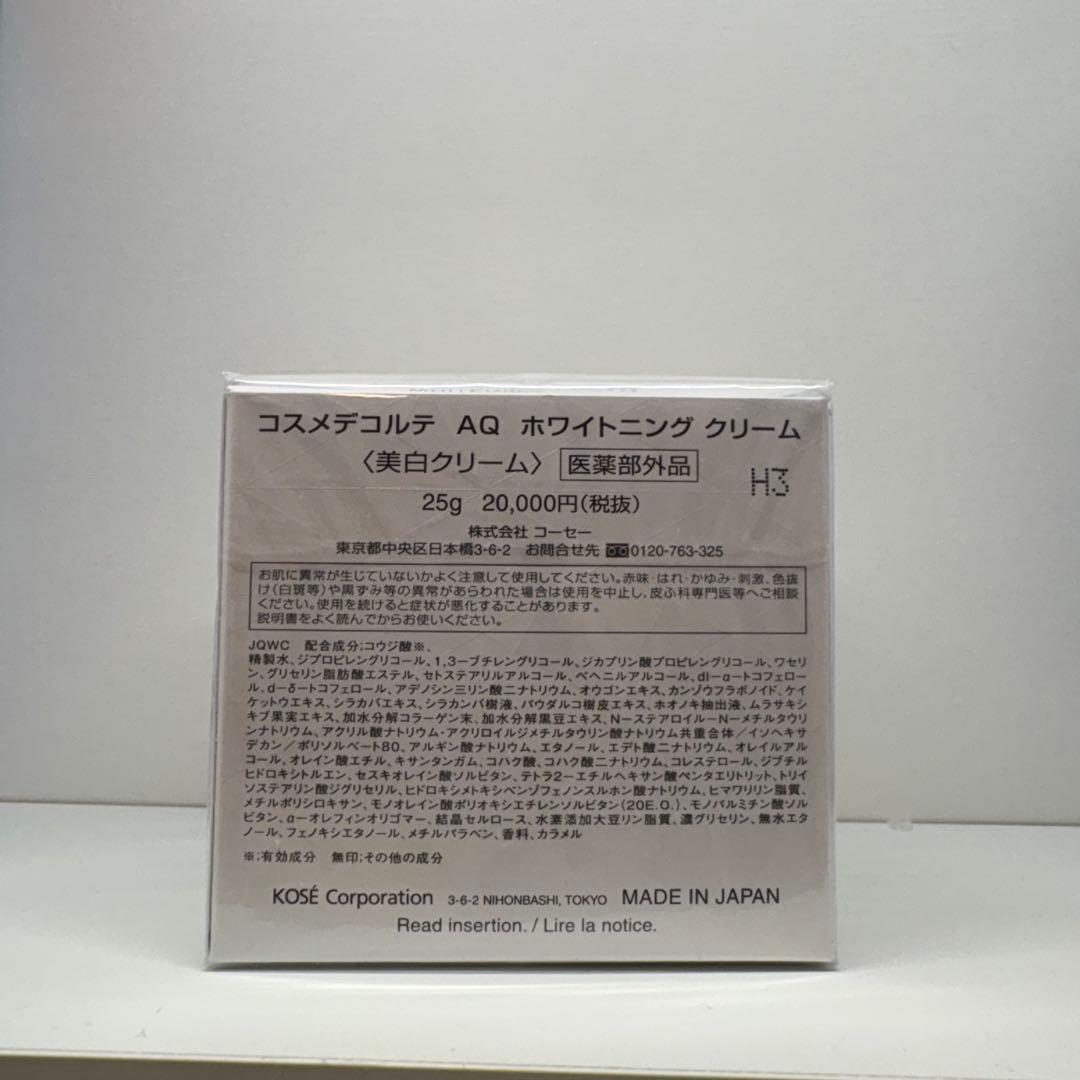 コスメデコルテ AQ ホワイトニング クリーム
〈美白クリーム〉 医薬部外品
H3
25g 20,000円(税抜)
株式会社 コーセー
東京都中央区日本橋3-6-2 お問合せ先 0120-763-325
お肌に異常が生じていないかよく注意して使用してください。赤味・はれ・かゆみ・刺激、色抜
け(白斑等)や黒ずみ等の異常があらわれた場合は使用を中止し、皮ふ科専門医等へご相談
ください。使用を続けると症状が悪化することがあります。
説明書をよく読んでからお使いください。
JQWC 配合成分;コウジ酸※、
精製水、ジプロピレングリコール、1,3-ブチレングリコール、ジカプリン酸プロピレングリコール、ワセリ
ン、グリセリン脂肪酸エステル、セトステアリルアルコール、ベヘニルアルコール、dl-α-トコフェロー
ル、d-δ-トコフェロール、アデノシン三リン酸二ナトリウム、オウゴンエキス、カンゾウフラボノイド、ケイ
ケットウエキス、シラカバエキス、シラカンバ樹液、パウダルコ樹皮エキス、ホオノキ抽出液、ムラサキシ
キブ果実エキス、加水分解コラーゲン末、加水分解黒豆エキス、N-ステアロイル-N-メチルタウリ
ンナトリウム、アクリル酸ナトリウム・アクリロイルジメチルタウリン酸ナトリウム共重合体/イソヘキサ
デカン/ポリソルベート80、アルギン酸ナトリウム、エタノール、エデト酸二ナトリウム、オレイルアル
コール、オレイン酸エチル、キサンタンガム、コハク酸、コハク酸二ナトリウム、コレステロール、ジブチル
ヒドロキシトルエン、セスキオレイン酸ソルビタン、テトラ2-エチルヘキサン酸ペンタエリトリット、トリイ
ソステアリン酸ジグリセリル、ヒドロキシメトキシベンゾフェノンスルホン酸ナトリウム、ヒマワリリン脂質、
メチルポリシロキサン、モノオレイン酸ポリオキシエチレンソルビタン(20E.O.)、モノパルミチン酸ソル
ビタン、α-オレフィンオリゴマー、結晶セルロース、水素添加大豆リン脂質、濃グリセリン、無水エタ
ノール、フェノキシエタノール、メチルパラベン、香料、カラメル
※;有効成分 無印;その他の成分
KOSÉ Corporation 3-6-2 NIHONBASHI, TOKYO MADE IN JAPAN
Read insertion. / Lire la notice.